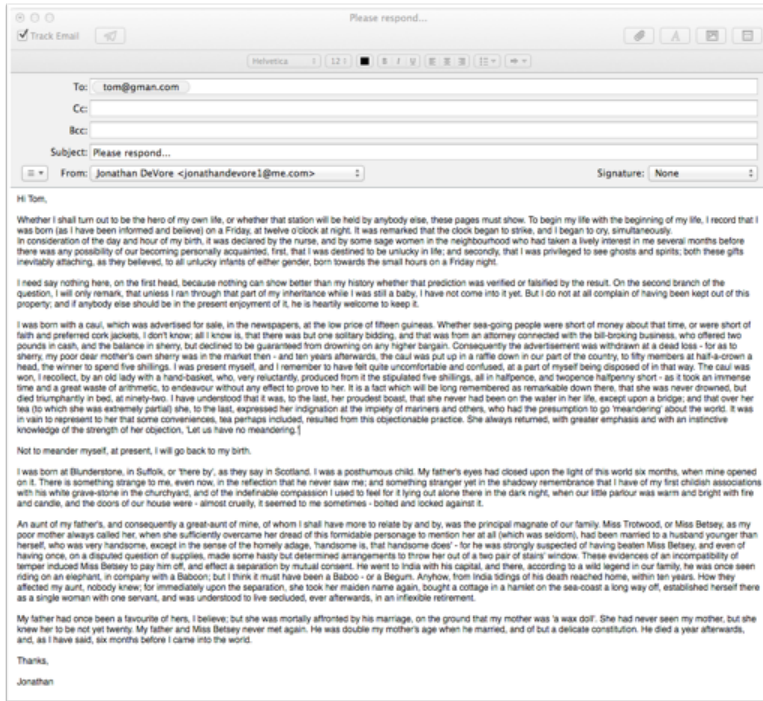 Please respond...
Track Email
Helvetica
12
B I U
To: tom@gman.com
Cc:
Bcc:
Subject: Please respond...
From: Jonathan DeVore <jonathandevore1@me.com>
Signature: None
Hi Tom,
Whether I shall turn out to be the hero of my own life, or whether that station will be held by anybody else, these pages must show. To begin my life with the beginning of my life, I record that I
was born (as I have been informed and believe) on a Friday, at twelve o'clock at night. It was remarked that the clock began to strike, and I began to cry, simultaneously.
In consideration of the day and hour of my birth, it was declared by the nurse, and by some sage women in the neighbourhood who had taken a lively interest in me several months before
there was any possibility of our becoming personally acquainted, first, that I was destined to be unlucky in life; and secondly, that I was privileged to see ghosts and spirits; both these gifts
inevitably attaching, as they believed, to all unlucky infants of either gender, born towards the small hours on a Friday night.
I need say nothing here, on the first head, because nothing can show better than my history whether that prediction was verified or falsified by the result. On the second branch of the
question, I will only remark, that unless I ran through that part of my inheritance while I was still a baby, I have not come into it yet. But I do not at all complain of having been kept out of this
property; and if anybody else should be in the present enjoyment of it, he is heartily welcome to keep it.
I was born with a caul, which was advertised for sale, in the newspapers, at the low price of fifteen guineas. Whether sea-going people were short of money about that time, or were short of
faith and preferred cork jackets, I don't know; all I know is, that there was but one solitary bidding, and that was from an attorney connected with the bill-broking business, who offered two
pounds in cash, and the balance in sherry, but declined to be guaranteed from drowning on any higher bargain. Consequently the advertisement was withdrawn at a dead loss - for as to
sherry, my poor dear mother's own sherry was in the market then - and ten years afterwards, the caul was put up in a raffle down in our part of the country, to fifty members at half-a-crown a
head, the winner to spend five shillings. I was present myself, and I remember to have felt quite uncomfortable and confused, at a part of myself being disposed of in that way. The caul was
won, I recollect, by an old lady with a hand-basket, who, very reluctantly, produced from it the stipulated five shillings, all in halfpence, and twopence halfpenny short - as it took an immense
time and a great waste of arithmetic, to endeavour without any effect to prove to her. It is a fact which will be long remembered as remarkable down there, that she was never drowned, but
died triumphantly in bed, at ninety-two. I have understood that it was, to the last, her proudest boast, that she never had been on the water in her life, except upon a bridge; and that over her
tea (to which she was extremely partial) she, to the last, expressed her indignation at the impiety of mariners and others, who had the presumption to go 'meandering' about the world. It was
in vain to represent to her that some conveniences, tea perhaps included, resulted from this objectionable practice. She always returned, with greater emphasis and with an instinctive
knowledge of the strength of her objection, 'Let us have no meandering.'
Not to meander myself, at present, I will go back to my birth.
I was born at Blunderstone, in Suffolk, or 'there by', as they say in Scotland. I was a posthumous child. My father's eyes had closed upon the light of this world six months, when mine opened
on it. There is something strange to me, even now, in the reflection that he never saw me; and something stranger yet in the shadowy remembrance that I have of my first childish associations
with his white grave-stone in the churchyard, and of the indefinable compassion I used to feel for it lying out alone there in the dark night, when our little parlour was warm and bright with fire
and candle, and the doors of our house were - almost cruelly, it seemed to me sometimes - bolted and locked against it.
An aunt of my father's, and consequently a great-aunt of mine, of whom I shall have more to relate by and by, was the principal magnate of our family. Miss Trotwood, or Miss Betsey, as my
poor mother always called her, when she sufficiently overcame her dread of this formidable personage to mention her at all (which was seldom), had been married to a husband younger than
herself, who was very handsome, except in the sense of the homely adage, 'handsome is, that handsome does' - for he was strongly suspected of having beaten Miss Betsey, and even of
having once, on a disputed question of supplies, made some hasty but determined arrangements to throw her out of a two pair of stairs' window. These evidences of an incompatibility of
temper induced Miss Betsey to pay him off, and effect a separation by mutual consent. He went to India with his capital, and there, according to a wild legend in our family, he was once seen
riding on an elephant, in company with a Baboon; but I think it must have been a Baboo - or a Begum. Anyhow, from India tidings of his death reached home, within ten years. How they
affected my aunt, nobody knew; for immediately upon the separation, she took her maiden name again, bought a cottage in a hamlet on the sea-coast a long way off, established herself there
as a single woman with one servant, and was understood to live secluded, ever afterwards, in an inflexible retirement.
My father had once been a favourite of hers, I believe; but she was mortally affronted by his marriage, on the ground that my mother was 'a wax doll'. She had never seen my mother, but she
knew her to be not yet twenty. My father and Miss Betsey never met again. He was double my mother's age when he married, and of but a delicate constitution. He died a year afterwards,
and, as I have said, six months before I came into the world.
Thanks,
Jonathan